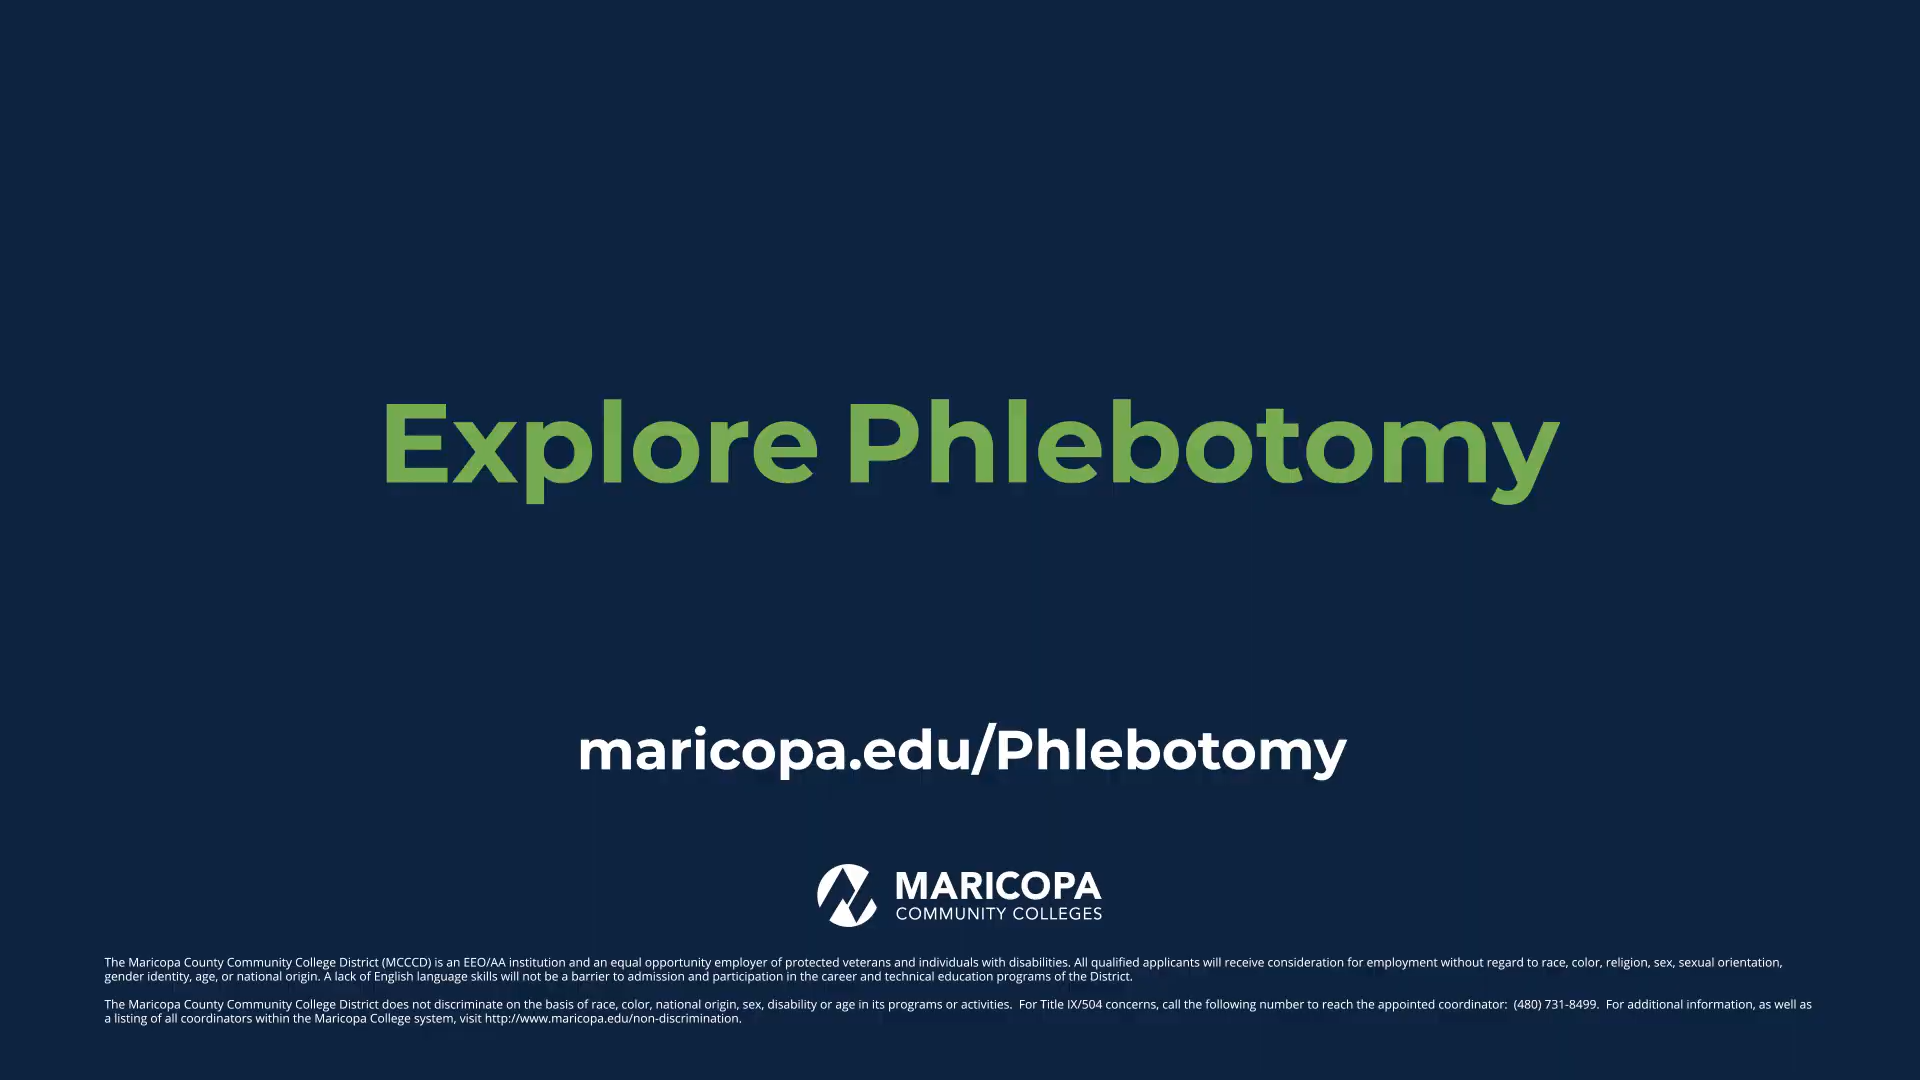 Explore Phlebotomy
maricopa.edu/Phlebotomy
MARICOPA
COMMUNITY COLLEGES
The Maricopa County Community College District (MCCCD) is an EEO/AA institution and an equal opportunity employer of protected veterans and individuals with disabilities. All qualified applicants will receive consideration for employment without regard to race, color, religion, sex, sexual orientation,
gender identity, age, or national origin. A lack of English language skills will not be a barrier to admission and participation in the career and technical education programs of the District.
The Maricopa County Community College District does not discriminate on the basis of race, color, national origin, sex, disability or age in its programs or activities.  For Title IX/504 concerns, call the following number to reach the appointed coordinator:  (480) 731-8499.  For additional information, as well as
a listing of all coordinators within the Maricopa College system, visit http://www.maricopa.edu/non-discrimination.